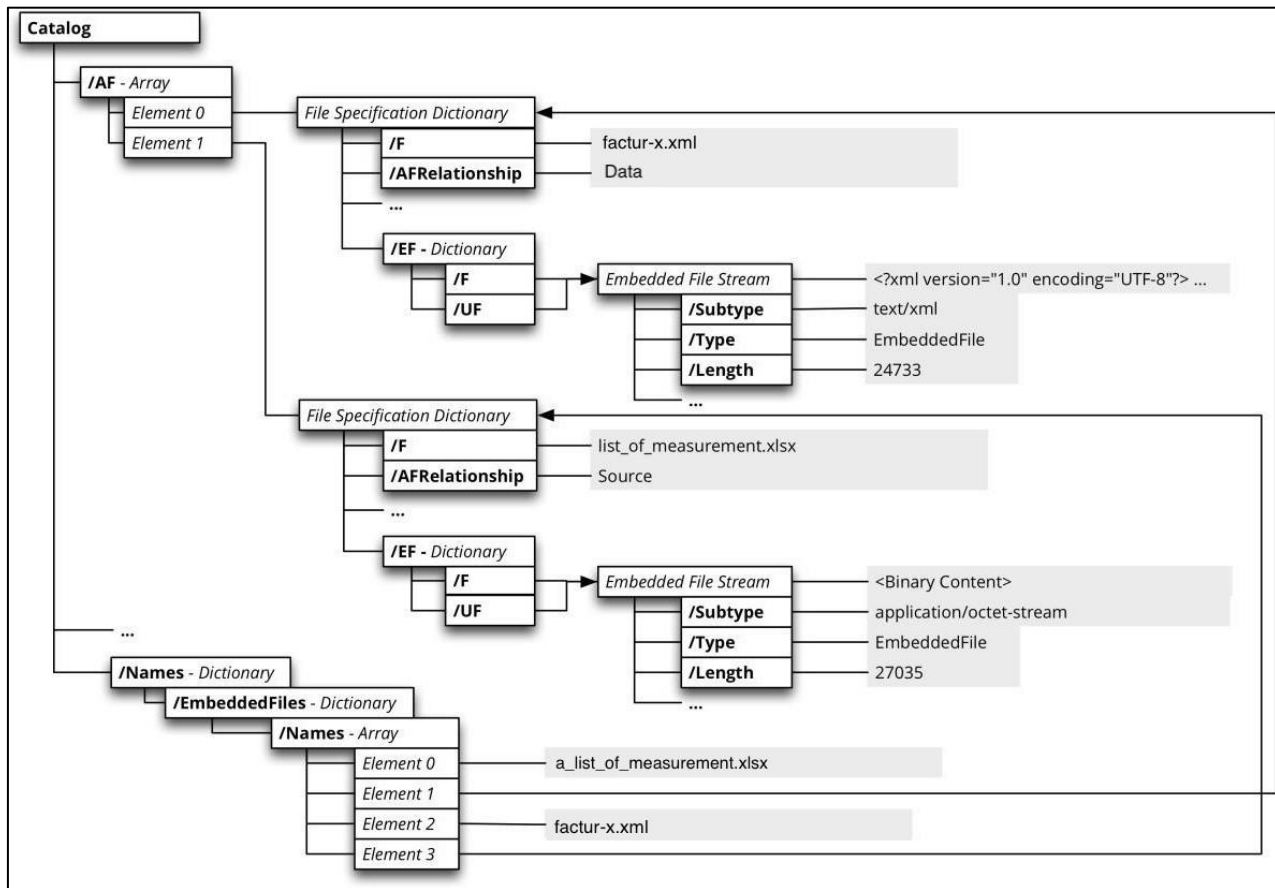 Catalog
/AF - Array
Element 0
Element 1
File Specification Dictionary
/F
factur-x.xml
/AFRelationship
Data
...
/EF - Dictionary
/F
/UF
Embedded File Stream
<?xml version="1.0" encoding="UTF-8"?> ...
/Subtype
text/xml
/Type
EmbeddedFile
/Length
24733
...
File Specification Dictionary
/F
list_of_measurement.xlsx
/AFRelationship
Source
...
/EF - Dictionary
/F
/UF
Embedded File Stream
<Binary Content>
/Subtype
application/octet-stream
/Type
EmbeddedFile
/Length
27035
...
...
/Names - Dictionary
/EmbeddedFiles - Dictionary
/Names - Array
Element 0
a_list_of_measurement.xlsx
Element 1
Element 2
factur-x.xml
Element 3